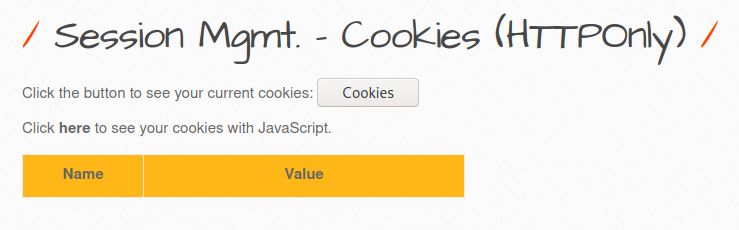 / Session Mgmt. - Cookies (HTTPOnly) /
Click the button to see your current cookies: Cookies
Click here to see your cookies with JavaScript.
Name Value